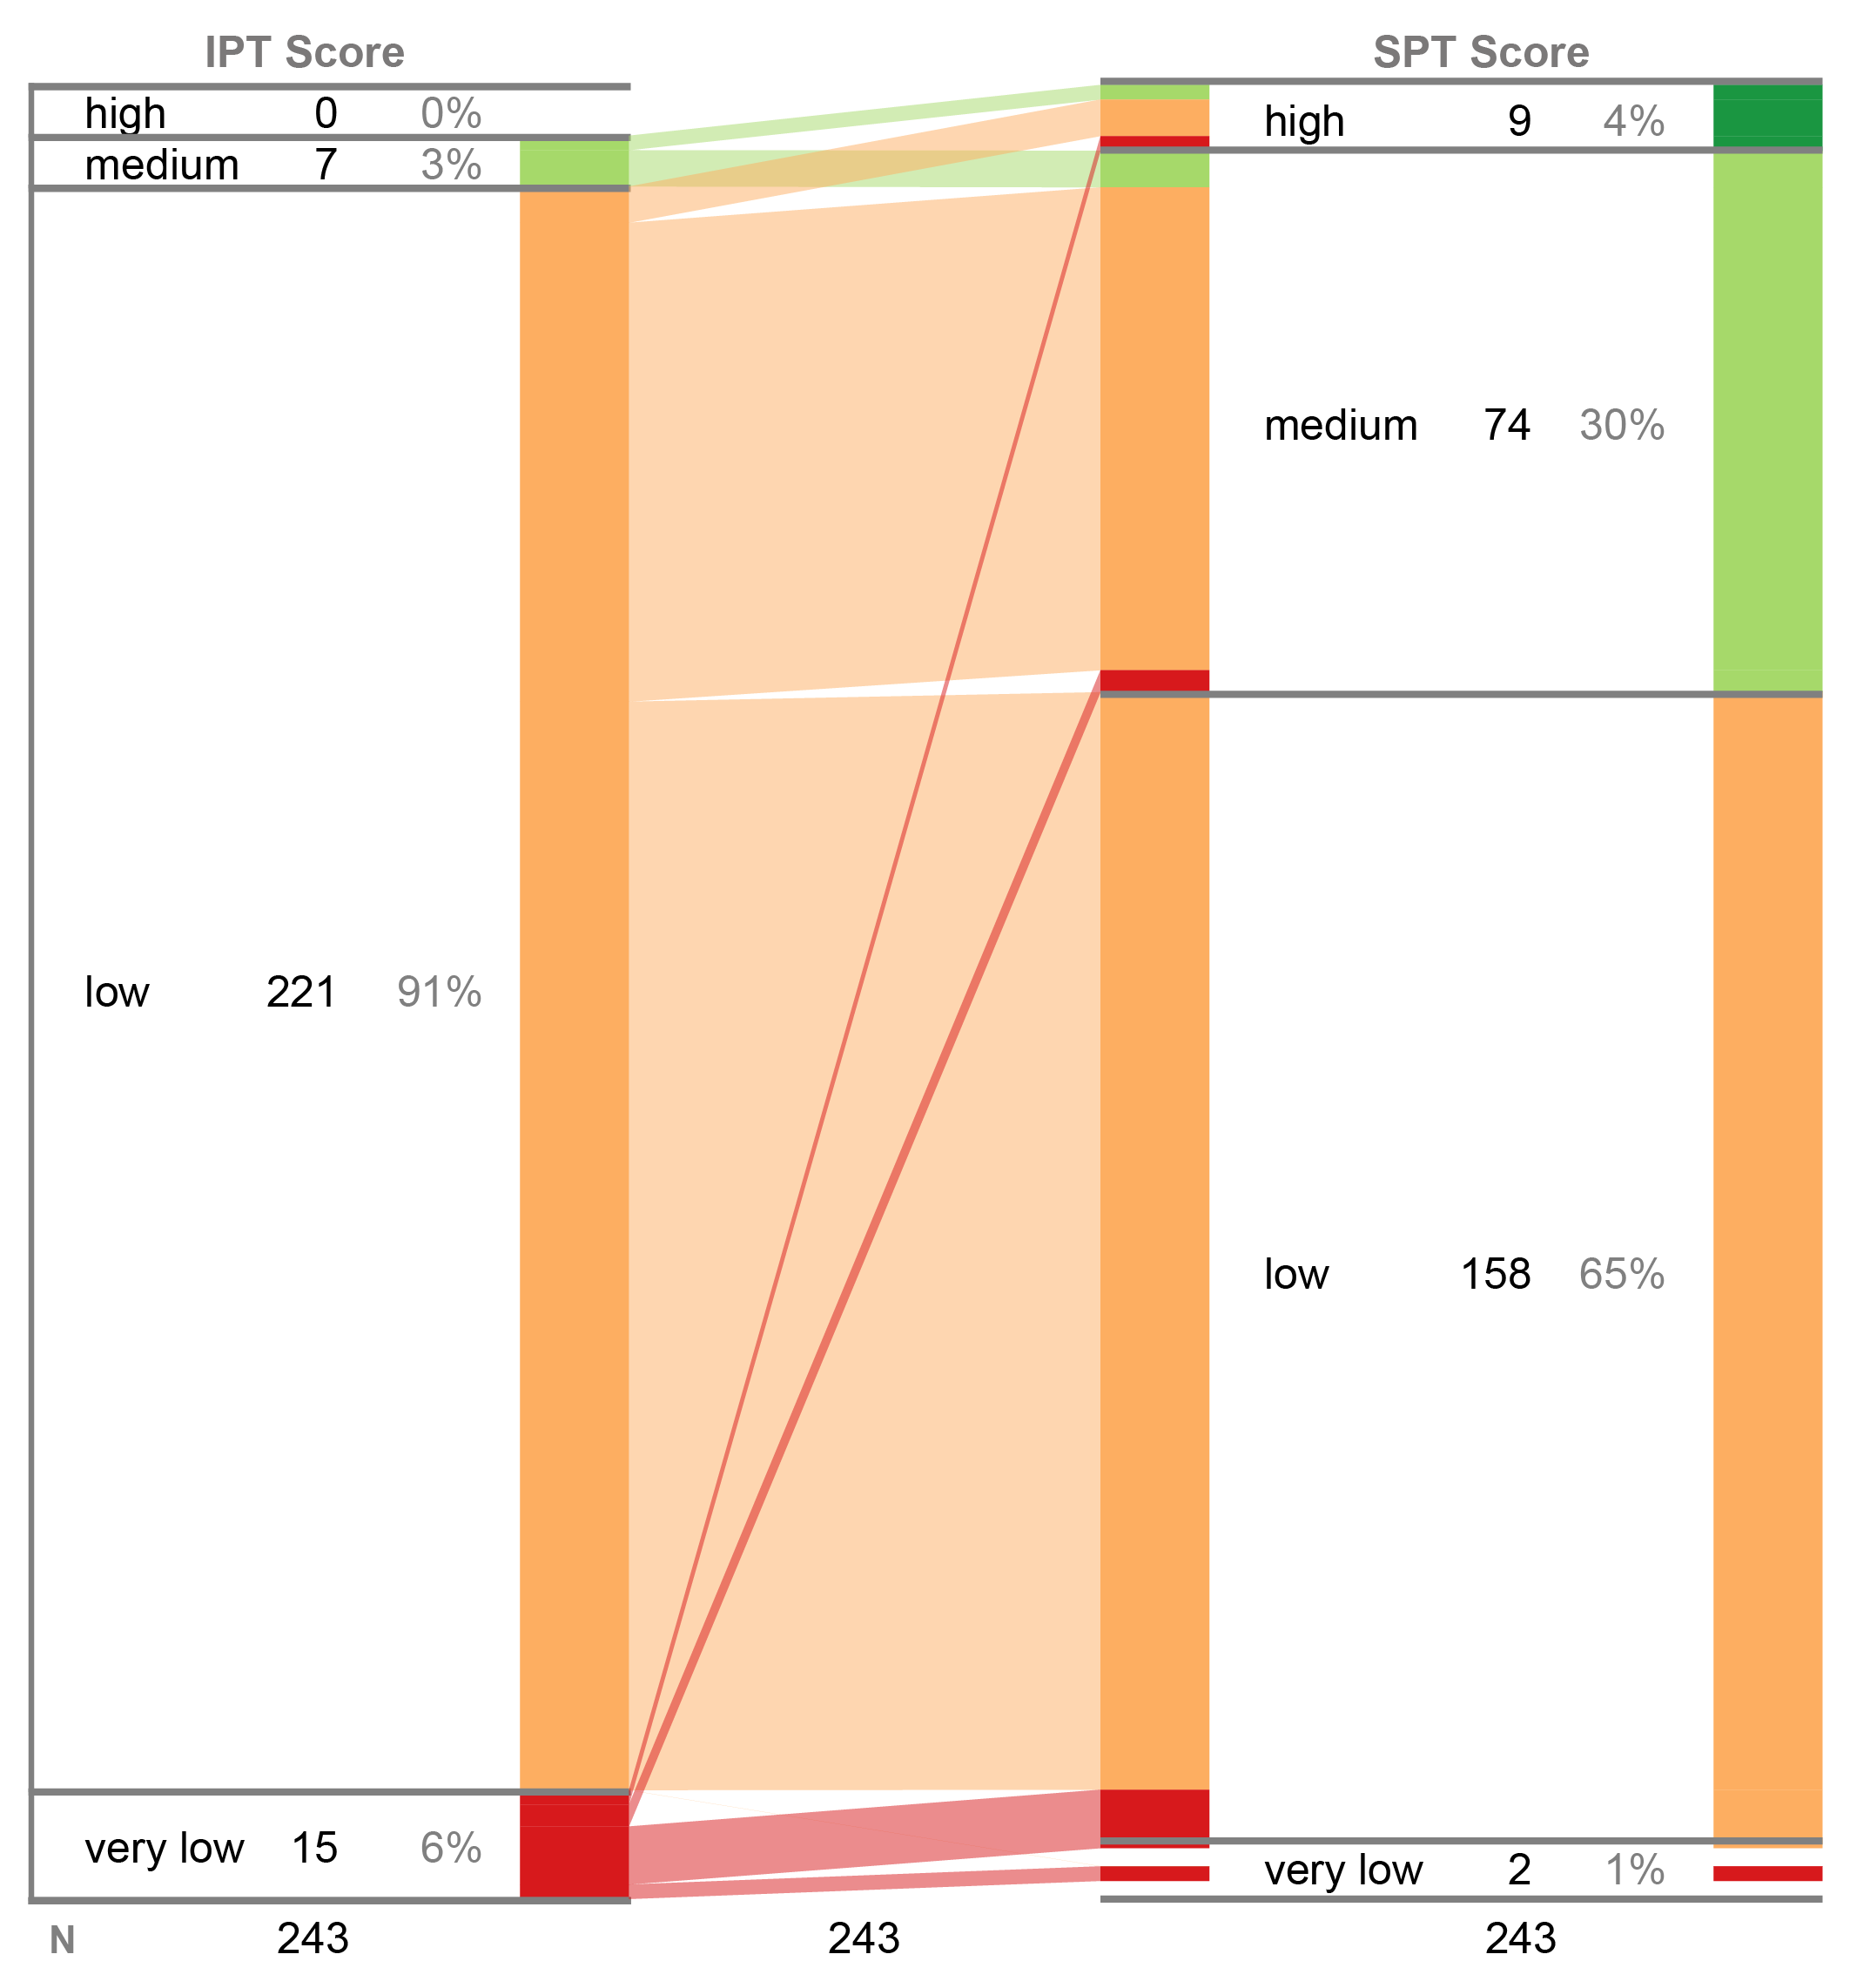 IPT Score
SPT Score
high 0 0%
medium 7 3%
low 221 91%
very low 15 6%
high 9 4%
medium 74 30%
low 158 65%
very low 2 1%
N 243 243 243